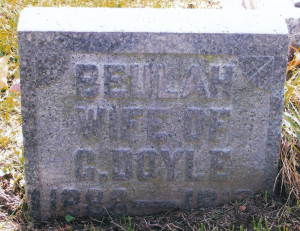 BEULAH
WIFE OF
C. DOYLE